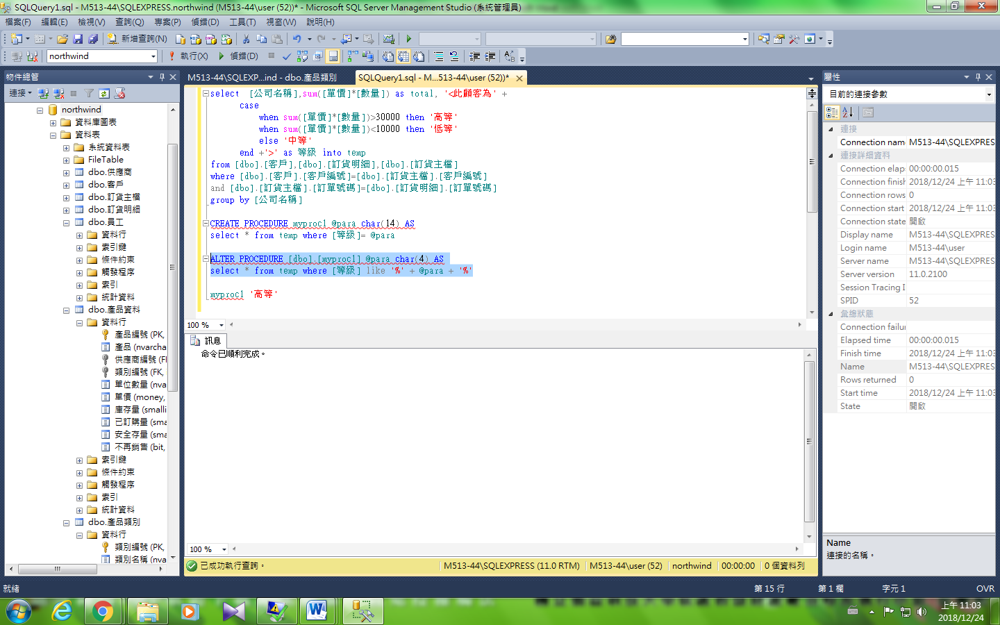 SQLQuery1.sql - M513-44\SQLEXPRESS.northwind (M513-44\user (52))* - Microsoft SQL Server Management Studio (系統管理員)
檔案(F) 編輯(E) 檢視(V) 查詢(Q) 專案(P) 偵錯(D) 工具(T) 視窗(W) 說明(H)
新增查詢(N)
northwind
執行(X) 偵錯(D)
物件總管
連接
northwind
資料庫圖表
資料表
系統資料表
FileTable
dbo.供應商
dbo.客戶
dbo.訂貨主檔
dbo.訂貨明細
dbo.員工
資料行
索引鍵
條件約束
觸發程序
索引
統計資料
dbo.產品資料
資料行
產品編號 (PK,
產品 (nvarcha
供應商編號 (FI
類別編號 (FK,
單位數量 (nva
單價 (money,
庫存量 (smalli
已訂購量 (sma
安全存量 (sma
不再銷售 (bit,
索引鍵
條件約束
觸發程序
索引
統計資料
dbo.產品類別
資料行
類別編號 (PK,
類別名稱 (nva
M513-44\SQLEXP...ind - dbo.產品類別
SQLQuery1.sql - M...513-44\user (52))*
select  [公司名稱],sum([單價]*[數量]) as total, '<此顧客為' +
case
when sum([單價]*[數量])>30000 then '高等'
when sum([單價]*[數量])<10000 then '低等'
else '中等'
end +'>' as 等級 into temp
from [dbo].[客戶],[dbo].[訂貨明細],[dbo].[訂貨主檔]
where [dbo].[客戶].[客戶編號]=[dbo].[訂貨主檔].[客戶編號]
and [dbo].[訂貨主檔].[訂單號碼]=[dbo].[訂貨明細].[訂單號碼]
group by [公司名稱]
CREATE PROCEDURE myproc1 @para char(14) AS
select * from temp where [等級]= @para
ALTER PROCEDURE [dbo].[myproc1] @para char(4) AS
select * from temp where [等級] like '%' + @para + '%'
myproc1 '高等'
100 %
訊息
命令已順利完成。
100 %
已成功執行查詢。
M513-44\SQLEXPRESS (11.0 RTM) M513-44\user (52) northwind 00:00:00 0 個資料列
屬性
目前的連接參數
連接
Connection nam M513-44\SQLEXPRESS
連接詳細資料
Connection elap 00:00:00.015
Connection finish 2018/12/24 上午 11:03
Connection rows 0
Connection start 2018/12/24 上午 11:03
Connection state 開啟
Display name M513-44\SQLEXPRESS
Login name M513-44\user
Server name M513-44\SQLEXPRESS
Server version 11.0.2100
Session Tracing I
SPID 52
彙總狀態
Connection failur
Elapsed time 00:00:00.015
Finish time 2018/12/24 上午 11:03
Name M513-44\SQLEXPRESS
Rows returned 0
Start time 2018/12/24 上午 11:03
State 開啟
Name
連接的名稱。
就緒
第 15 行 第 1 欄 字元 1 OVR
上午 11:03
2018/12/24